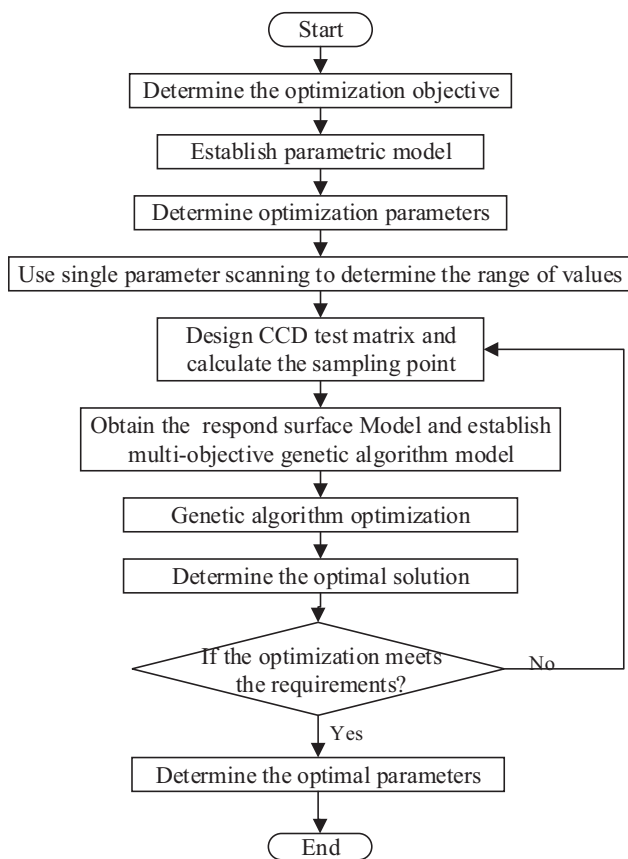 Start
Determine the optimization objective
Establish parametric model
Determine optimization parameters
Use single parameter scanning to determine the range of values
Design CCD test matrix and
calculate the sampling point
Obtain the respond surface Model and establish
multi-objective genetic algorithm model
Genetic algorithm optimization
Determine the optimal solution
If the optimization meets
the requirements?
No
Yes
Determine the optimal parameters
End